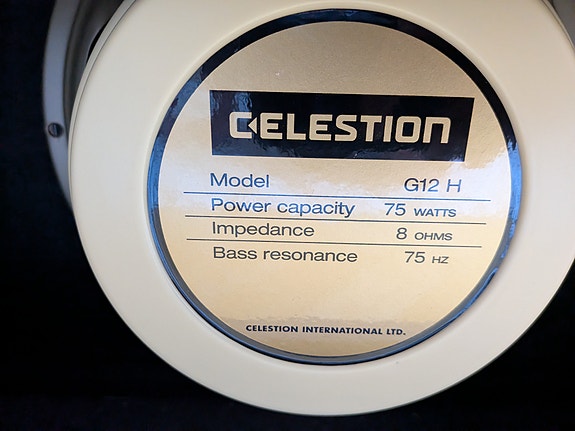 CELESTION
Model G12 H
Power capacity 75 WATTS
Impedance 8 OHMS
Bass resonance 75 HZ
CELESTION INTERNATIONAL LTD.